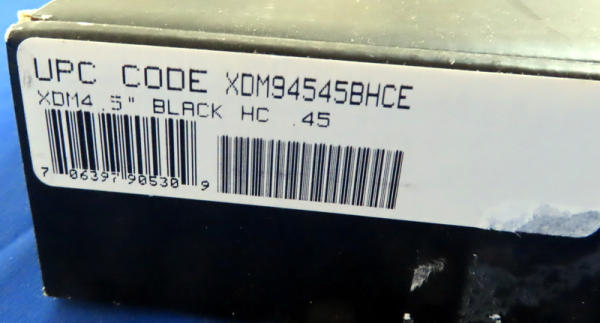 UPC CODE XDM94545BHCE
XDM4.5" BLACK HC .45
7 06397 90530 9